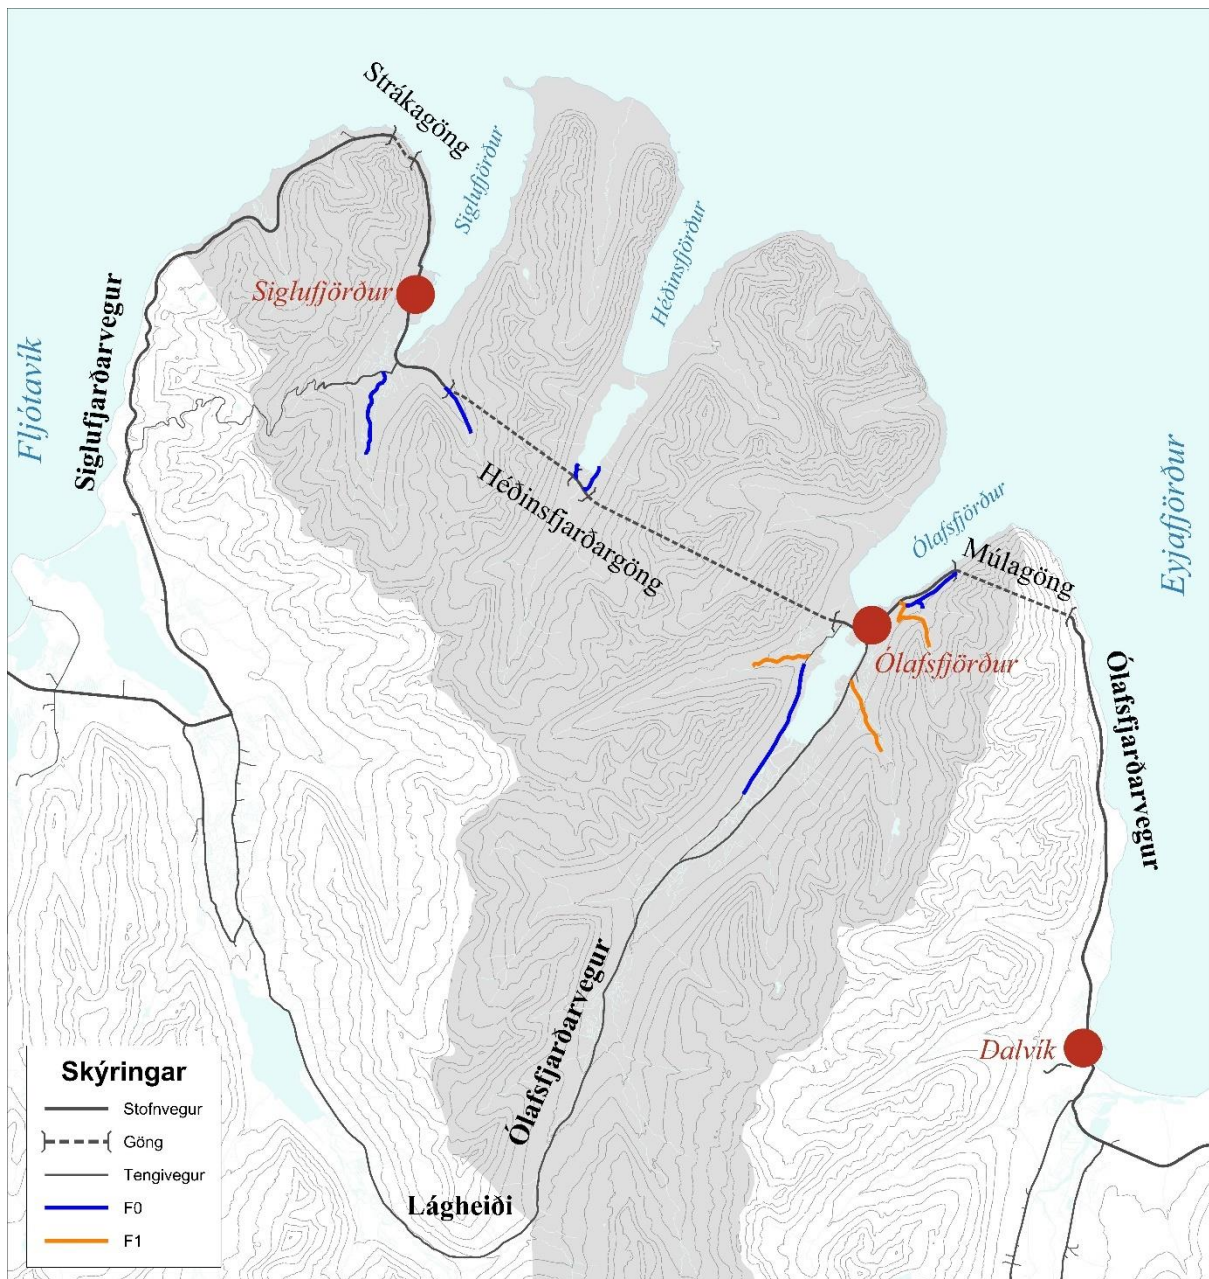 Strákagöng
Siglufjörður
Héðinsfjörður
Siglufjörður
Siglufjarðarvegur
Fljótavík
Héðinsfjarðargöng
Ólafsfjörður
Múlagöng
Eyjafjörður
Ólafsfjörður
Ólafsfjarðarvegur
Ólafsfjarðarvegur
Dalvík
Lágheiði
Skýringar
Stofnvegur
Göng
Tengivegur
F0
F1